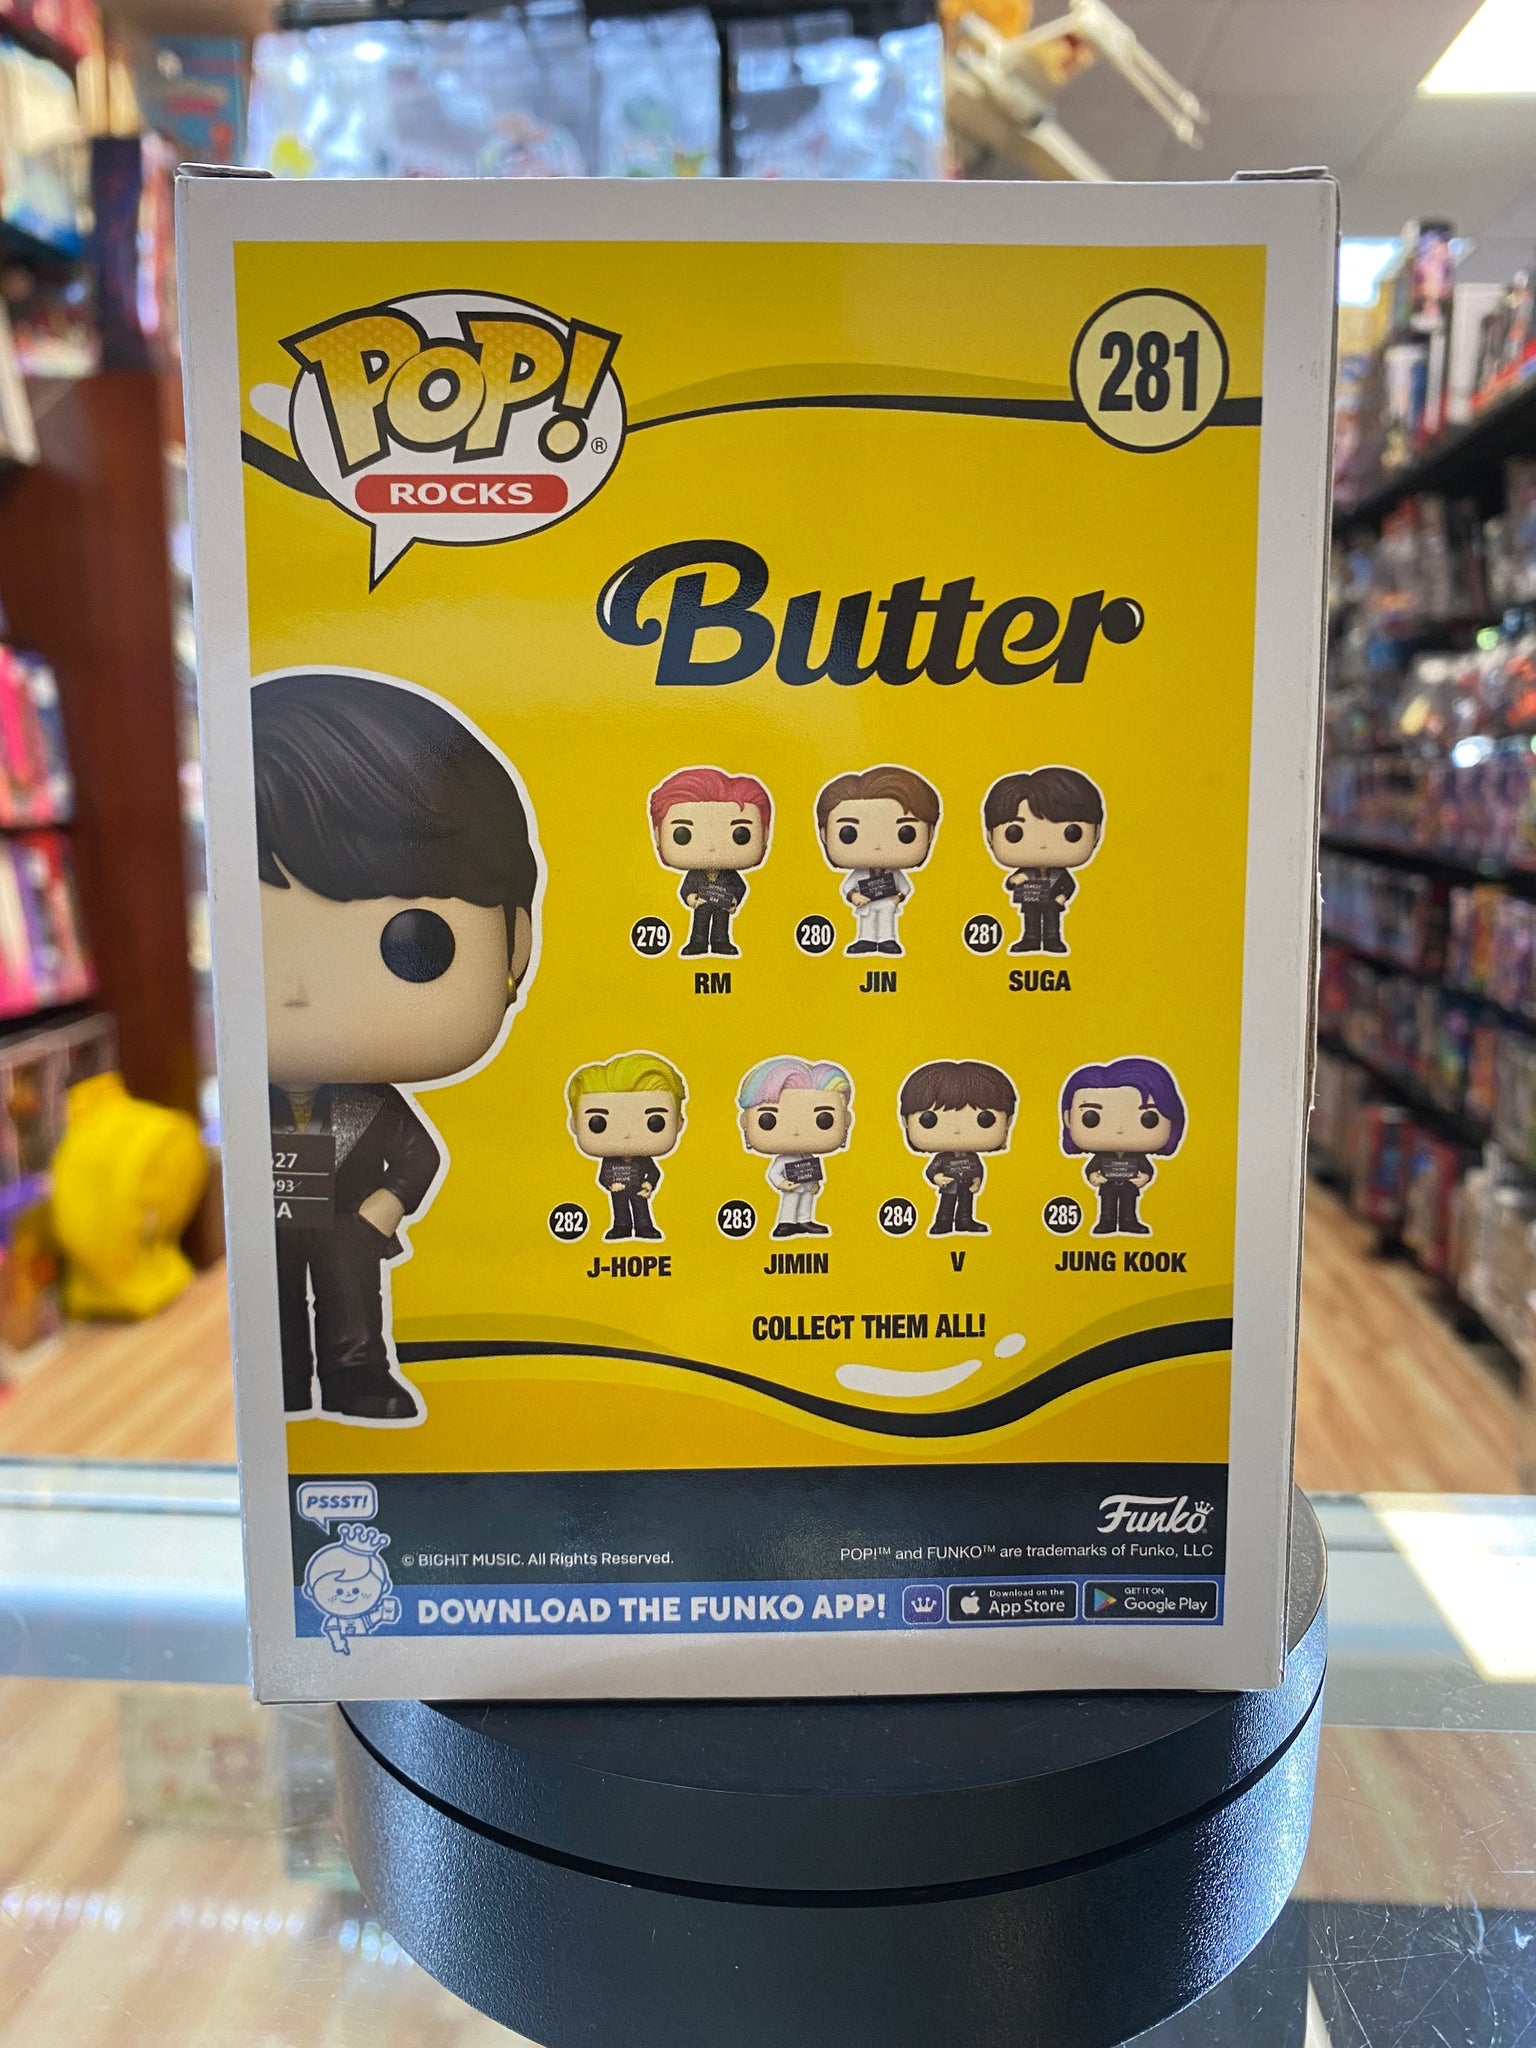 POP!®
ROCKS
281
Butter
279
RM
280
JIN
281
SUGA
27
93
A
282
J-HOPE
283
JIMIN
284
V
285
JUNG KOOK
COLLECT THEM ALL!
PSSST!
Funko
© BIGHIT MUSIC. All Rights Reserved.
POP!™ and FUNKO™ are trademarks of Funko, LLC
DOWNLOAD THE FUNKO APP!
Download on the
App Store
GET IT ON
Google Play